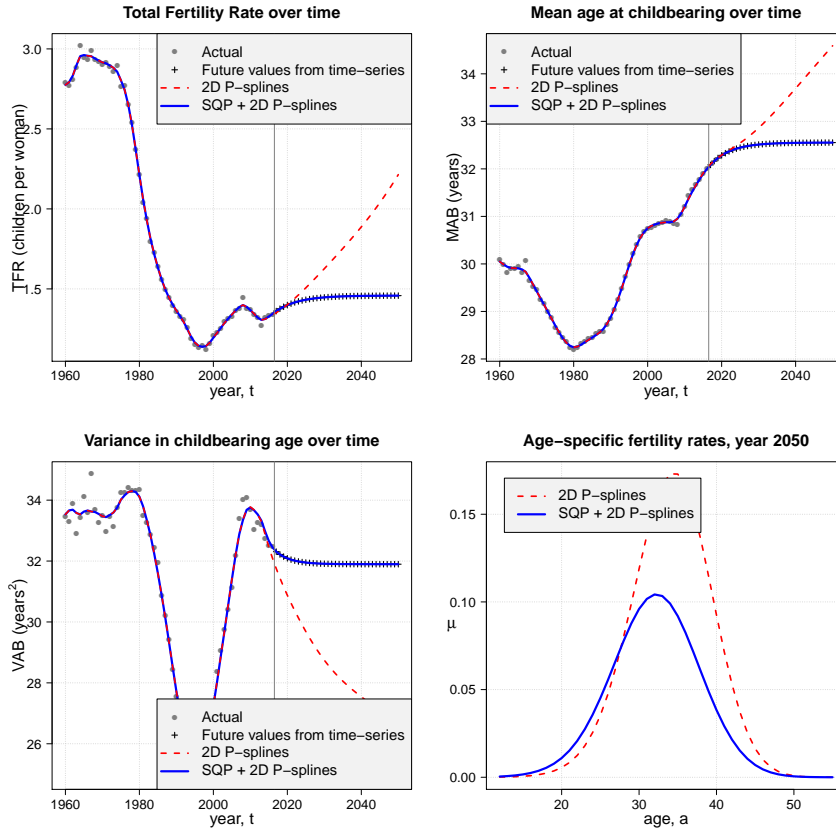 Total Fertility Rate over time
TFR (children per woman)
3.0
2.5
2.0
1.5
Actual
Future values from time−series
2D P−splines
SQP + 2D P−splines
1960 1980 2000 2020 2040
year, t
Mean age at childbearing over time
MAB (years)
34
33
32
31
30
29
28
Actual
Future values from time−series
2D P−splines
SQP + 2D P−splines
1960 1980 2000 2020 2040
year, t
Variance in childbearing age over time
VAB (years²)
34
32
30
28
26
Actual
Future values from time−series
2D P−splines
SQP + 2D P−splines
1960 1980 2000 2020 2040
year, t
Age−specific fertility rates, year 2050
μ
0.15
0.10
0.05
0.00
2D P−splines
SQP + 2D P−splines
20 30 40 50
age, a